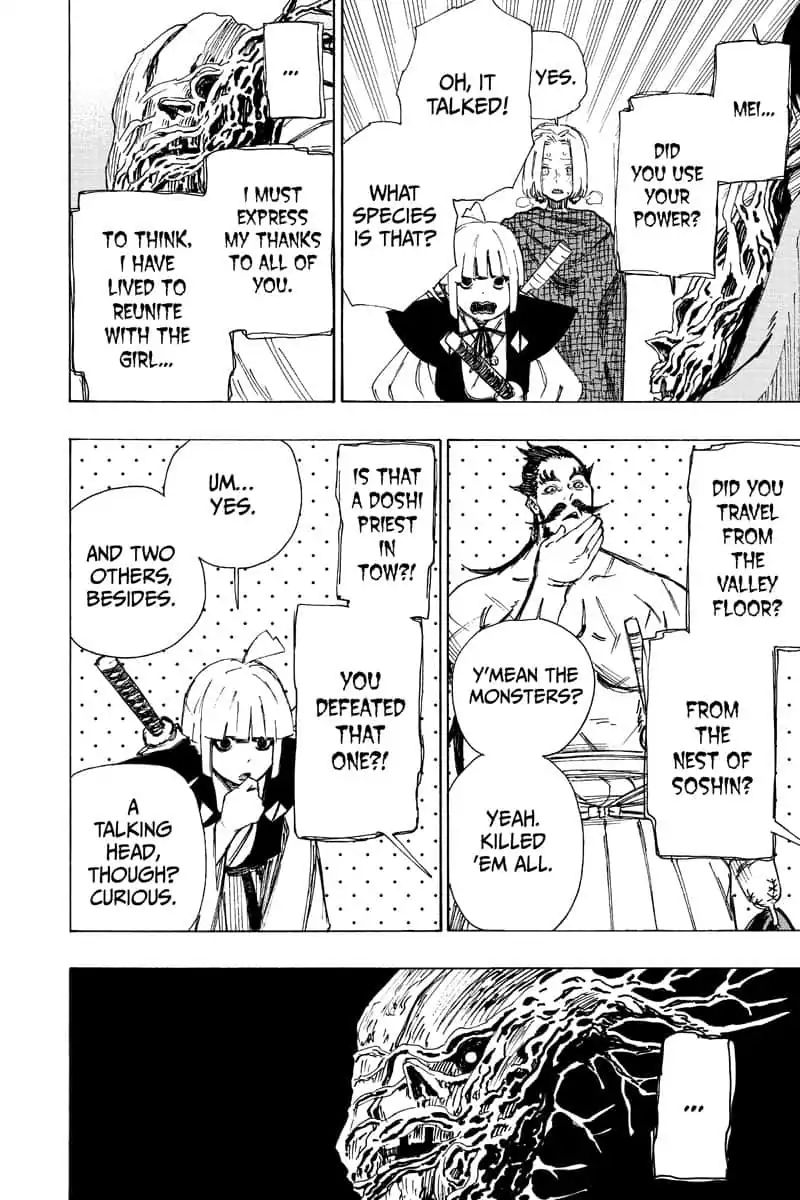 MEI...
DID
YOU USE
YOUR
POWER?
YES.
OH, IT
TALKED!
WHAT
SPECIES
IS THAT?
...
I MUST
EXPRESS
MY THANKS
TO ALL OF
YOU.
TO THINK,
I HAVE
LIVED TO
REUNITE
WITH THE
GIRL...
DID YOU
TRAVEL
FROM
THE
VALLEY
FLOOR?
FROM
THE
NEST OF
SOSHIN?
Y'MEAN THE
MONSTERS?
YEAH.
KILLED
'EM ALL.
IS THAT
A DOSHI
PRIEST
IN
TOW?!
YOU
DEFEATED
THAT
ONE?!
UM...
YES.
AND TWO
OTHERS,
BESIDES.
A
TALKING
HEAD,
THOUGH?
CURIOUS.
...